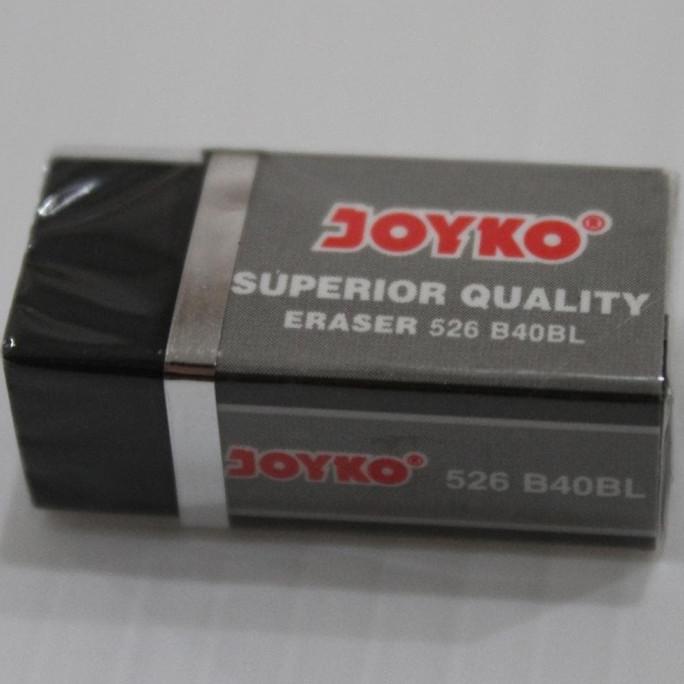 JOYKO®
SUPERIOR QUALITY
ERASER 526 B40BL
JOYKO® 526 B40BL